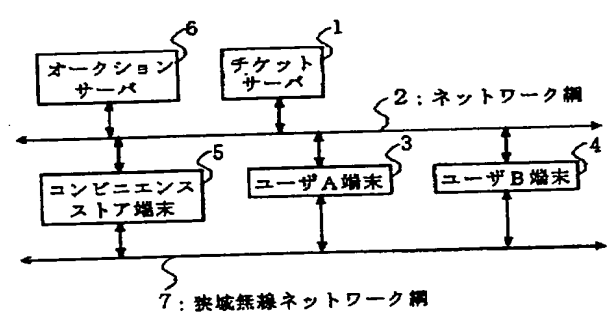 6
オークション
サーバ
1
チケット
サーバ
2:ネットワーク網
5
コンビニエンス
ストア端末
3
ユーザA端末
4
ユーザB端末
7:狭域無線ネットワーク網